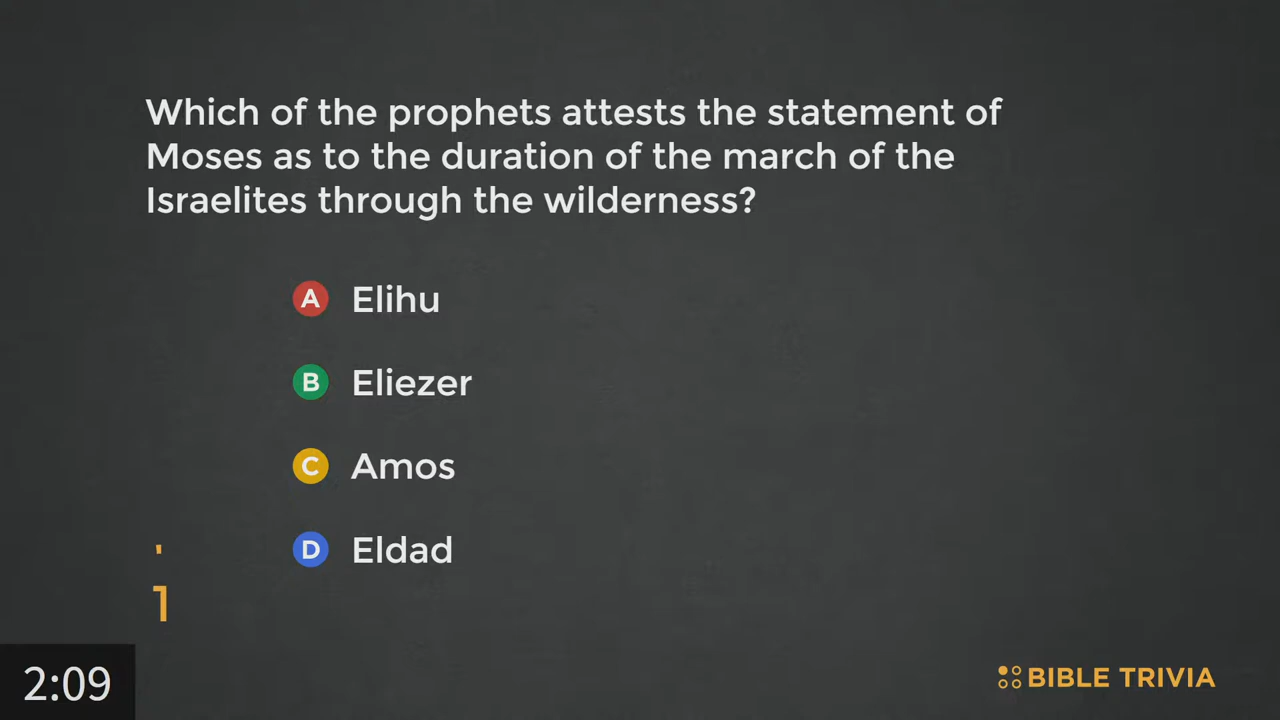 Which of the prophets attests the statement of
Moses as to the duration of the march of the
Israelites through the wilderness?
A Elihu
B Eliezer
C Amos
D Eldad
'
1
2:09
BIBLE TRIVIA